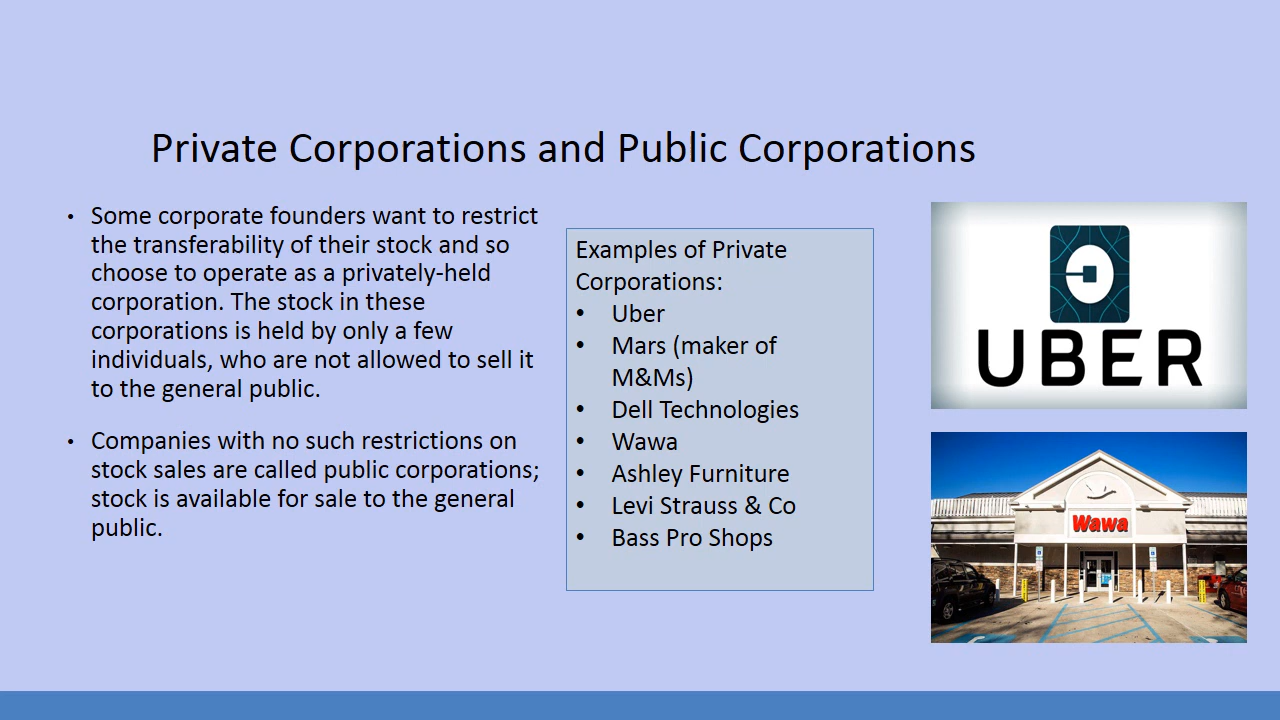 Private Corporations and Public Corporations
• Some corporate founders want to restrict
the transferability of their stock and so
choose to operate as a privately-held
corporation. The stock in these
corporations is held by only a few
individuals, who are not allowed to sell it
to the general public.
• Companies with no such restrictions on
stock sales are called public corporations;
stock is available for sale to the general
public.
Examples of Private
Corporations:
• Uber
• Mars (maker of
M&Ms)
• Dell Technologies
• Wawa
• Ashley Furniture
• Levi Strauss & Co
• Bass Pro Shops
UBER
Wawa